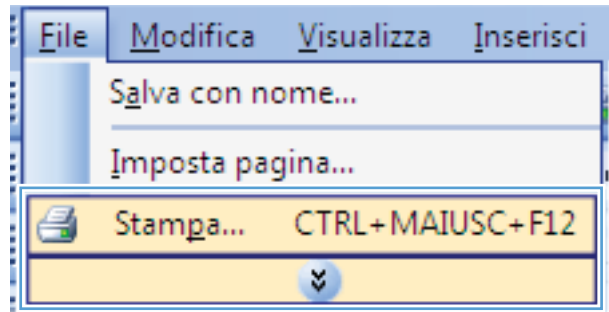 File Modifica Visualizza Inserisci
Salva con nome...
Imposta pagina...
Stampa... CTRL+MAIUSC+F12